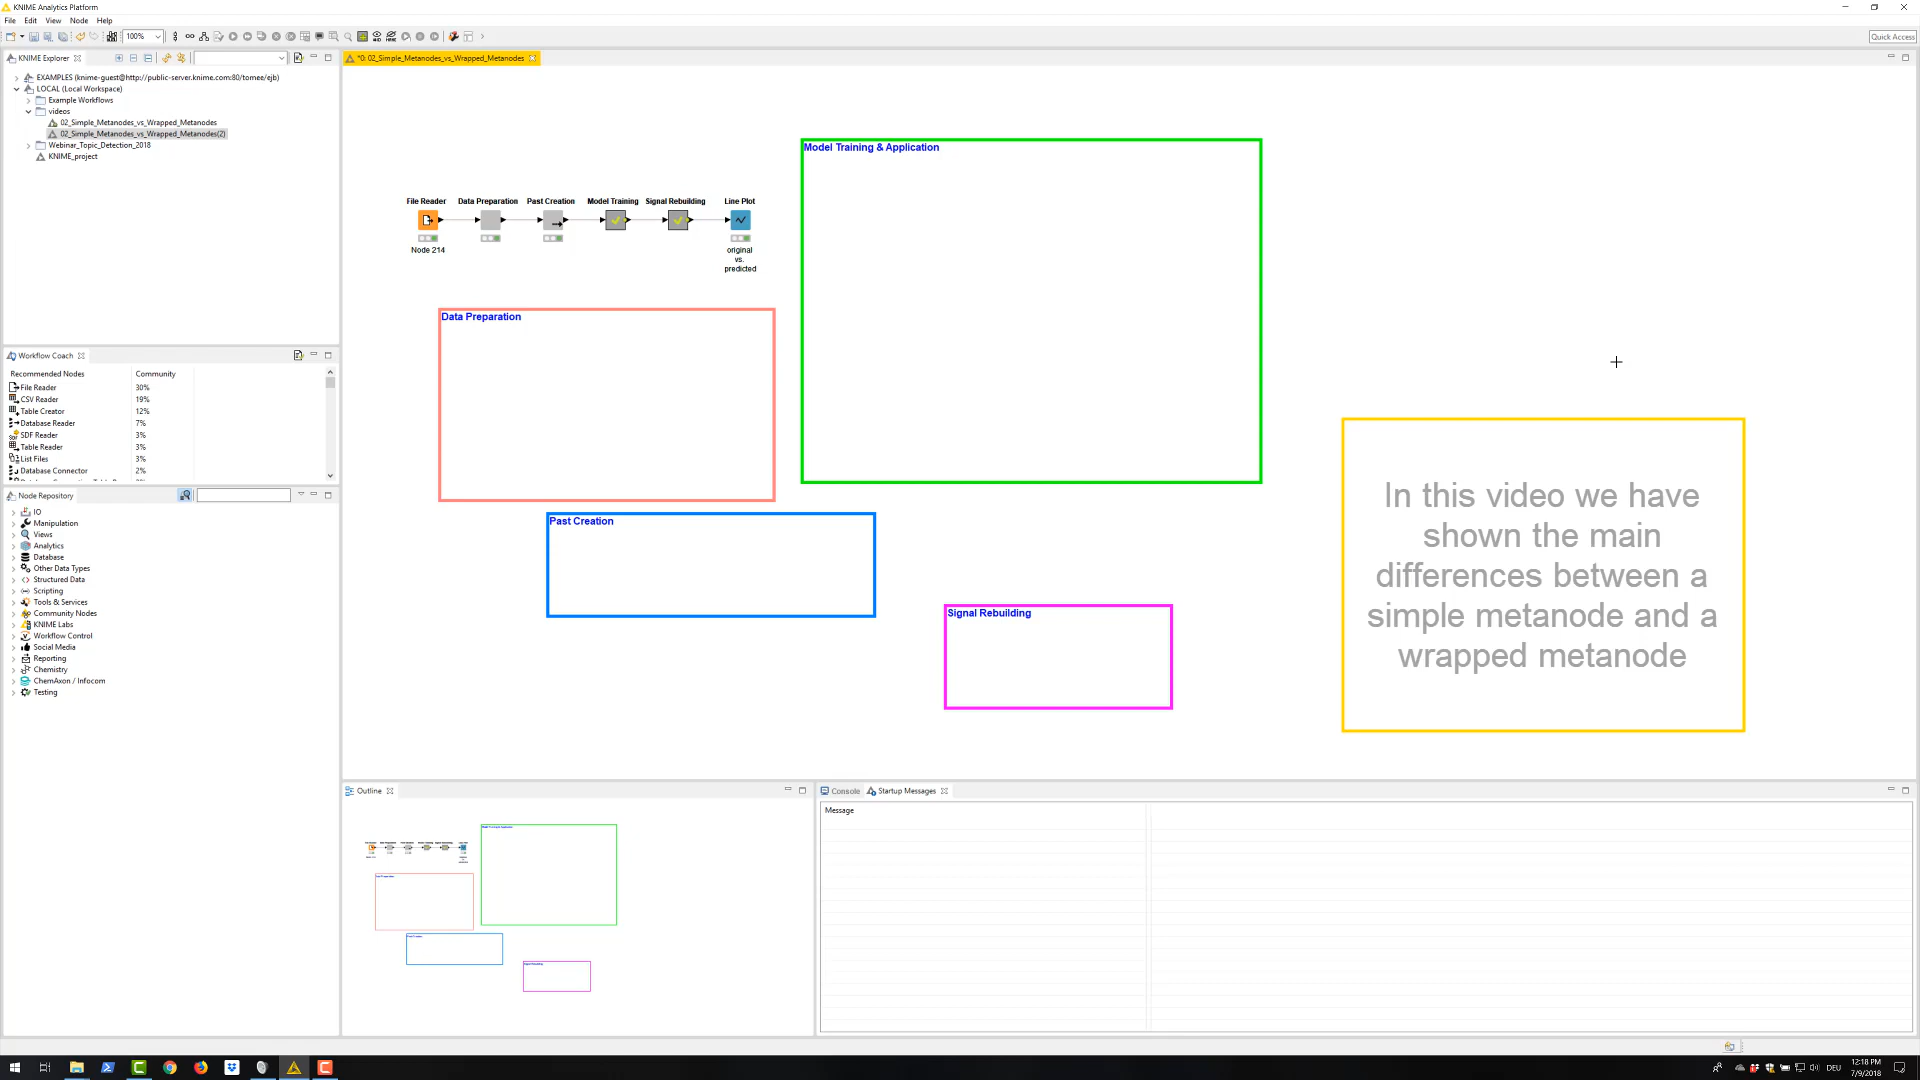 KNIME Analytics Platform
File Edit View Node Help
100%
Quick Access
KNIME Explorer
EXAMPLES (knime-guest@http://public-server.knime.com:80/tomee/ejb)
LOCAL (Local Workspace)
Example Workflows
videos
02_Simple_Metanodes_vs_Wrapped_Metanodes
02_Simple_Metanodes_vs_Wrapped_Metanodes(2)
Webinar_Topic_Detection_2018
KNIME_project
Workflow Coach
Recommended Nodes Community
File Reader 30%
CSV Reader 19%
Table Creator 12%
Database Reader 7%
SDF Reader 3%
Table Reader 3%
List Files 3%
Database Connector 2%
Node Repository
IO
Manipulation
Views
Analytics
Database
Other Data Types
Structured Data
Scripting
Tools & Services
Community Nodes
KNIME Labs
Workflow Control
Social Media
Reporting
Chemistry
ChemAxon / Infocom
Testing
*0: 02_Simple_Metanodes_vs_Wrapped_Metanodes
File Reader Data Preparation Past Creation Model Training Signal Rebuilding Line Plot
Node 214
original
vs.
predicted
Model Training & Application
Data Preparation
Past Creation
Signal Rebuilding
In this video we have
shown the main
differences between a
simple metanode and a
wrapped metanode
Outline
Console Startup Messages
Message
DEU
12:18 PM
7/9/2018